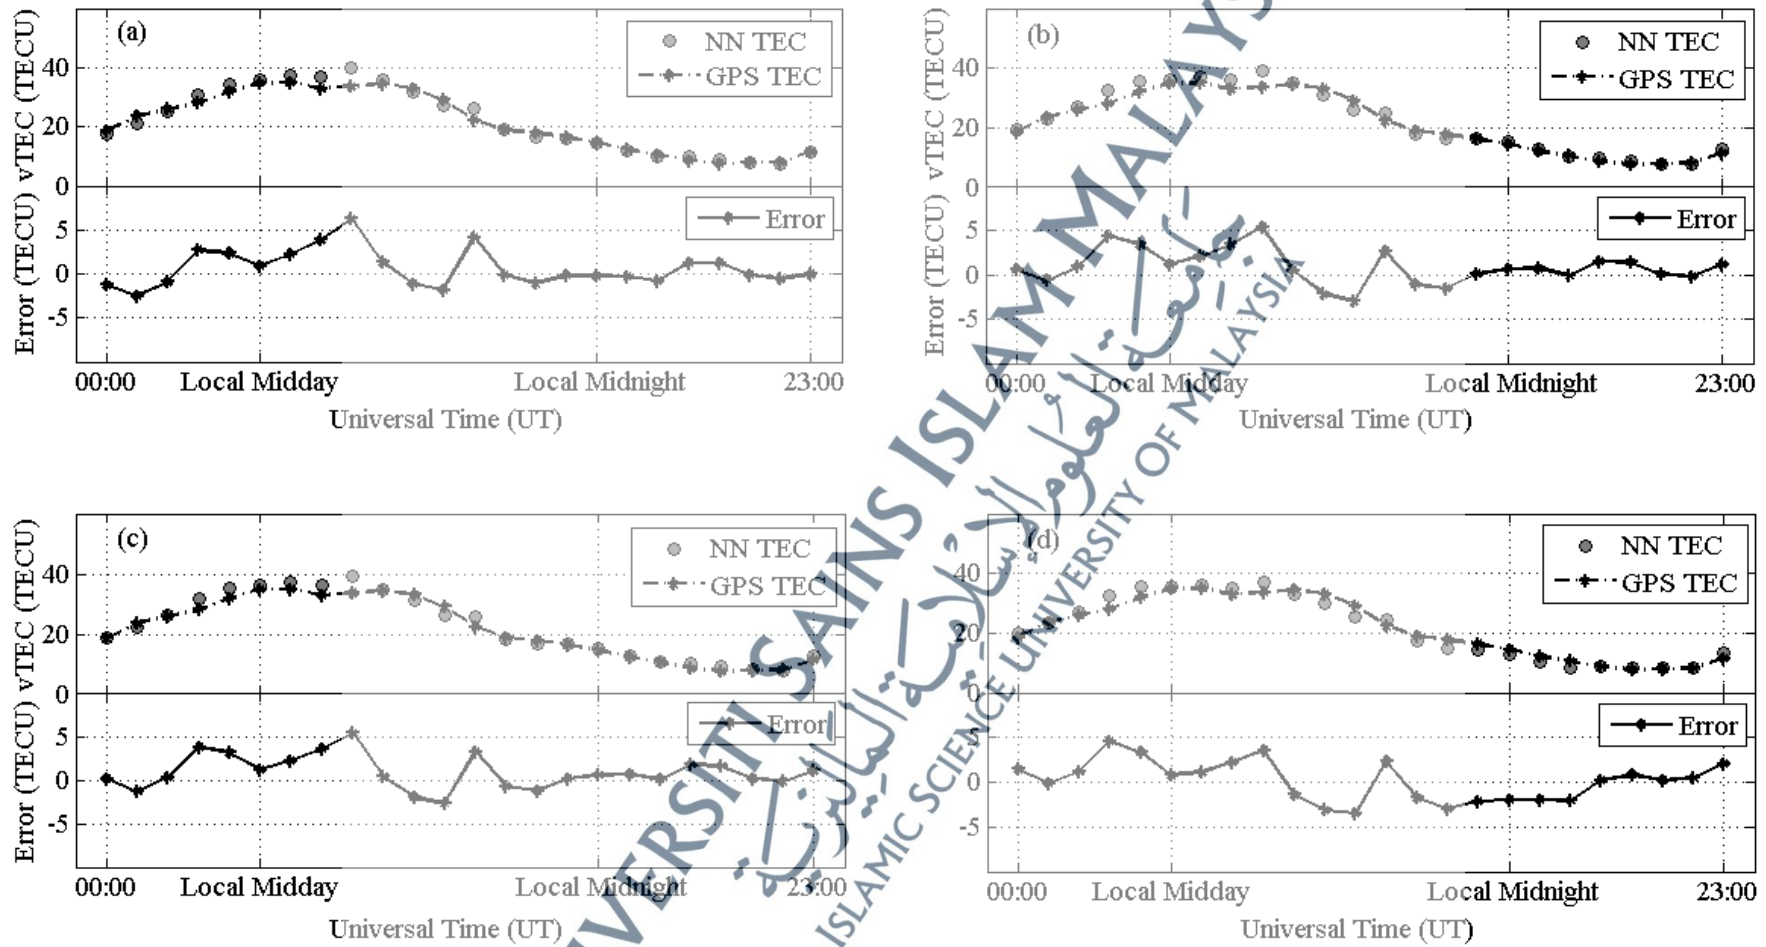 (a)
NN TEC
GPS TEC
vTEC (TECU)
40
20
0
Error
Error (TECU)
5
0
-5
00:00 Local Midday Local Midnight 23:00
Universal Time (UT)
(b)
NN TEC
GPS TEC
vTEC (TECU)
40
20
0
Error
Error (TECU)
5
0
-5
00:00 Local Midday Local Midnight 23:00
Universal Time (UT)
(c)
NN TEC
GPS TEC
vTEC (TECU)
40
20
0
Error
Error (TECU)
5
0
-5
00:00 Local Midday Local Midnight 23:00
Universal Time (UT)
(d)
NN TEC
GPS TEC
40
20
0
Error
5
0
-5
00:00 Local Midday Local Midnight 23:00
Universal Time (UT)
VERSITI SAINS ISLAM MALAYS
جامعة العلوم الإسلامية الماليزية
ISLAMIC SCIENCE UNIVERSITY OF MALAYSIA